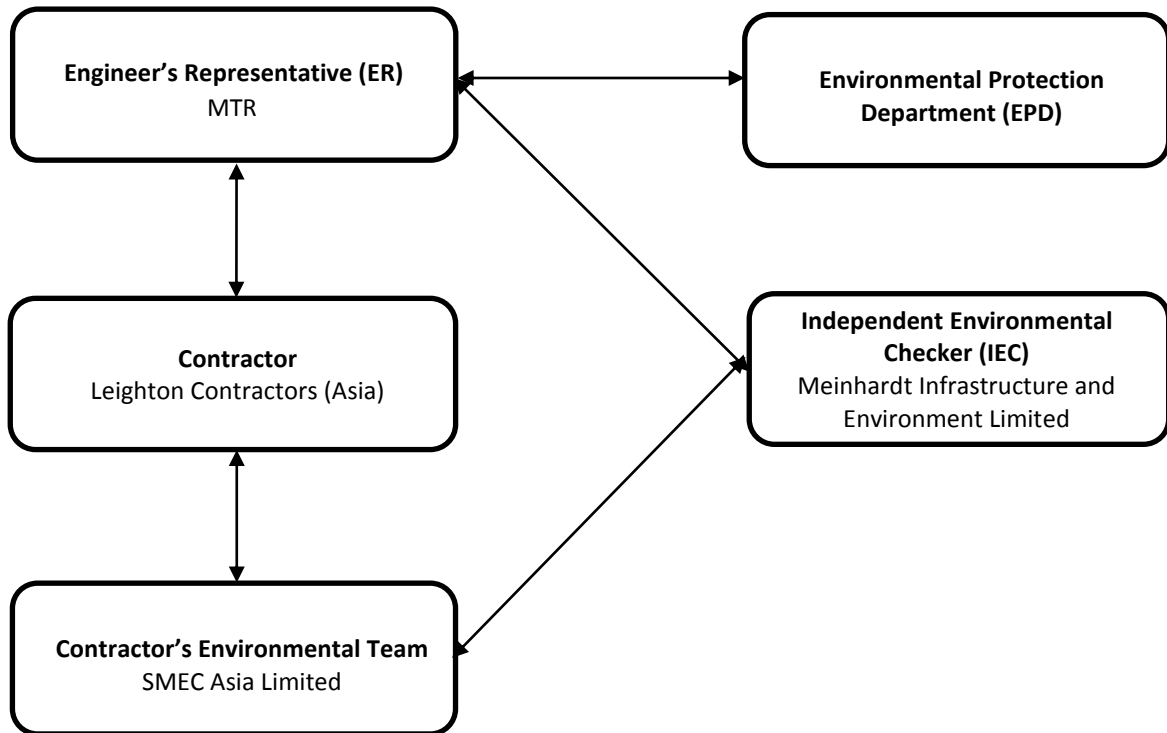 Engineer’s Representative (ER)
MTR
Environmental Protection
Department (EPD)
Contractor
Leighton Contractors (Asia)
Independent Environmental
Checker (IEC)
Meinhardt Infrastructure and
Environment Limited
Contractor’s Environmental Team
SMEC Asia Limited